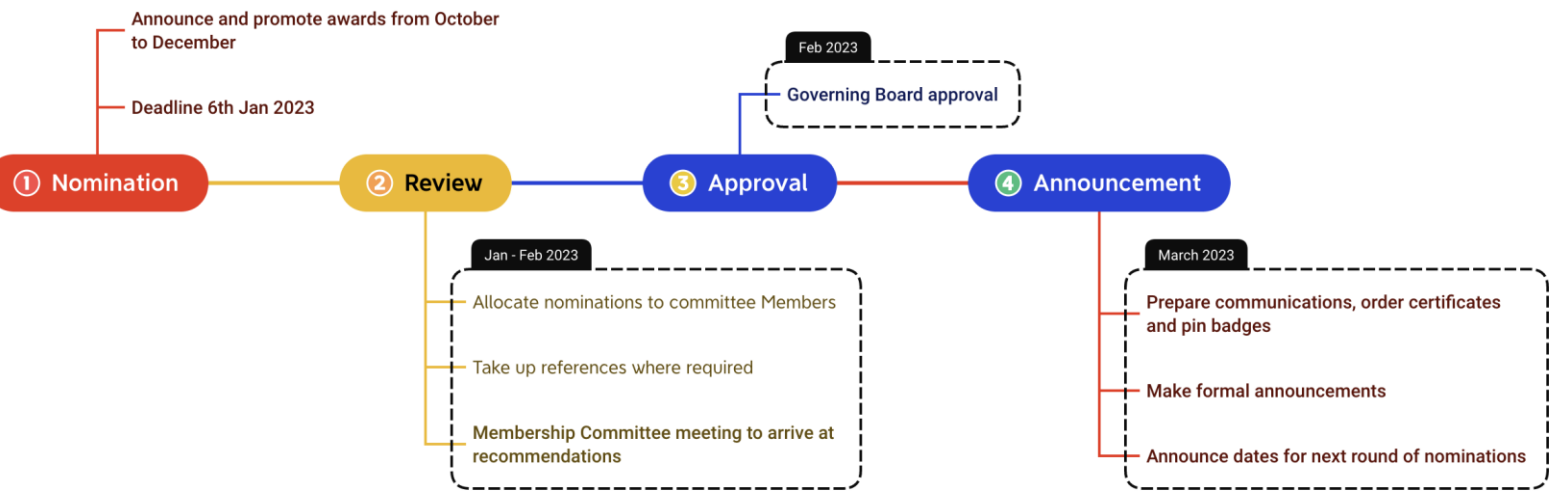 Announce and promote awards from October
to December
Deadline 6th Jan 2023
1 Nomination
2 Review
3 Approval
4 Announcement
Feb 2023
Governing Board approval
Jan - Feb 2023
Allocate nominations to committee Members
Take up references where required
Membership Committee meeting to arrive at
recommendations
March 2023
Prepare communications, order certificates
and pin badges
Make formal announcements
Announce dates for next round of nominations